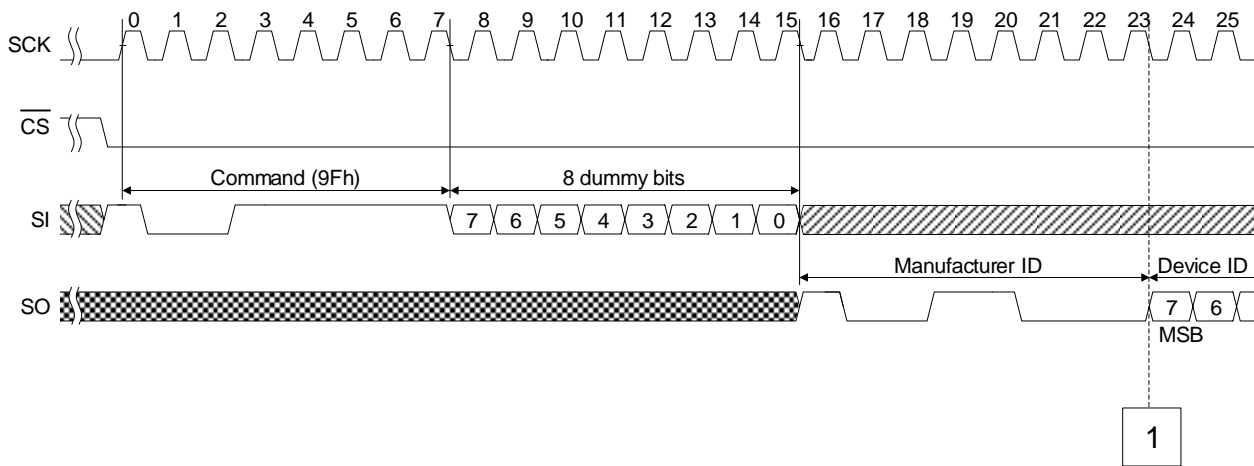 0 1 2 3 4 5 6 7 8 9 10 11 12 13 14 15 16 17 18 19 20 21 22 23 24 25
SCK
CS
Command (9Fh) 8 dummy bits
SI 7 6 5 4 3 2 1 0
Manufacturer ID Device ID
SO 7 6
MSB
1